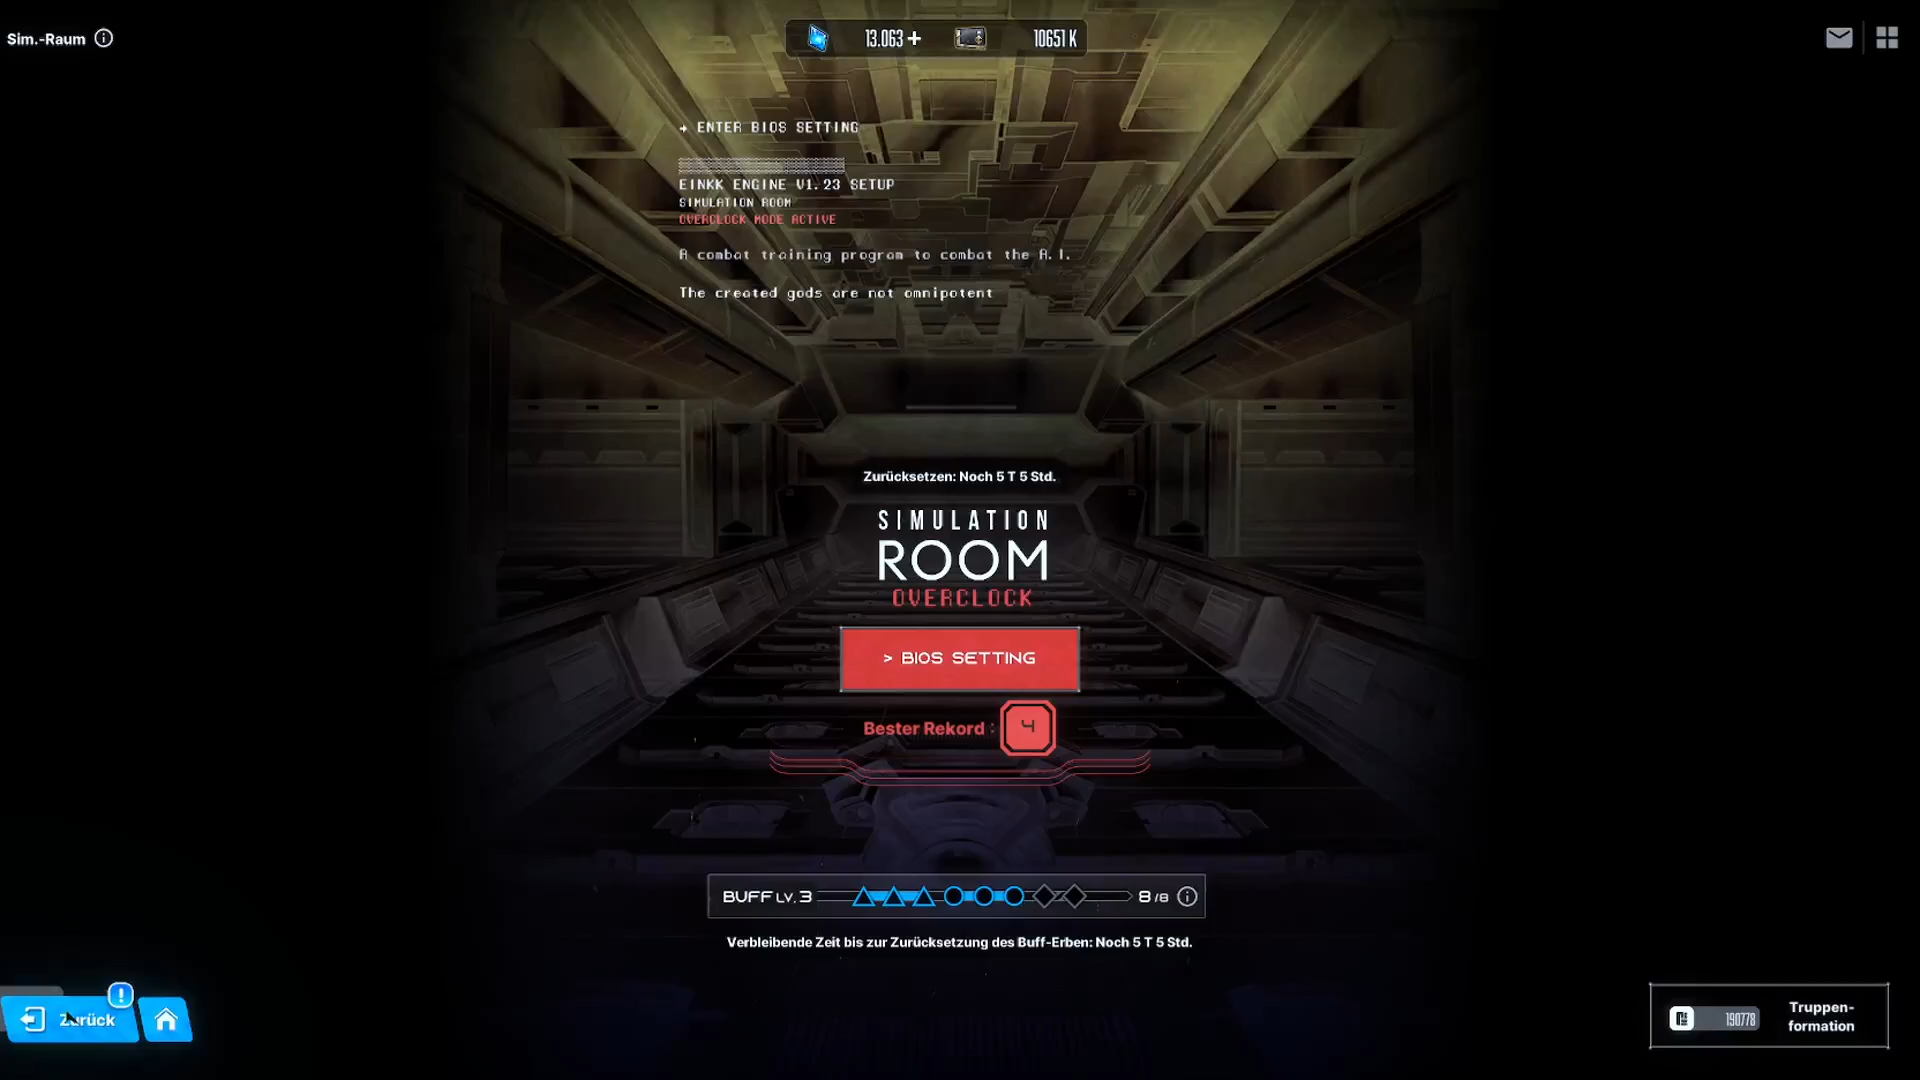 Sim.-Raum
13.063
10651 K
ENTER BIOS SETTING
EINKK ENGINE V1.23 SETUP
SIMULATION ROOM
OVERCLOCK MODE ACTIVE
A combat training program to combat the A.I.
The created gods are not omnipotent
Zurücksetzen: Noch 5 T 5 Std.
SIMULATION
ROOM
OVERCLOCK
> BIOS SETTING
Bester Rekord : 4
BUFF LV. 3 8/8
Verbleibende Zeit bis zur Zurücksetzung des Buff-Erben: Noch 5 T 5 Std.
Zurück
190778
Truppen-
formation